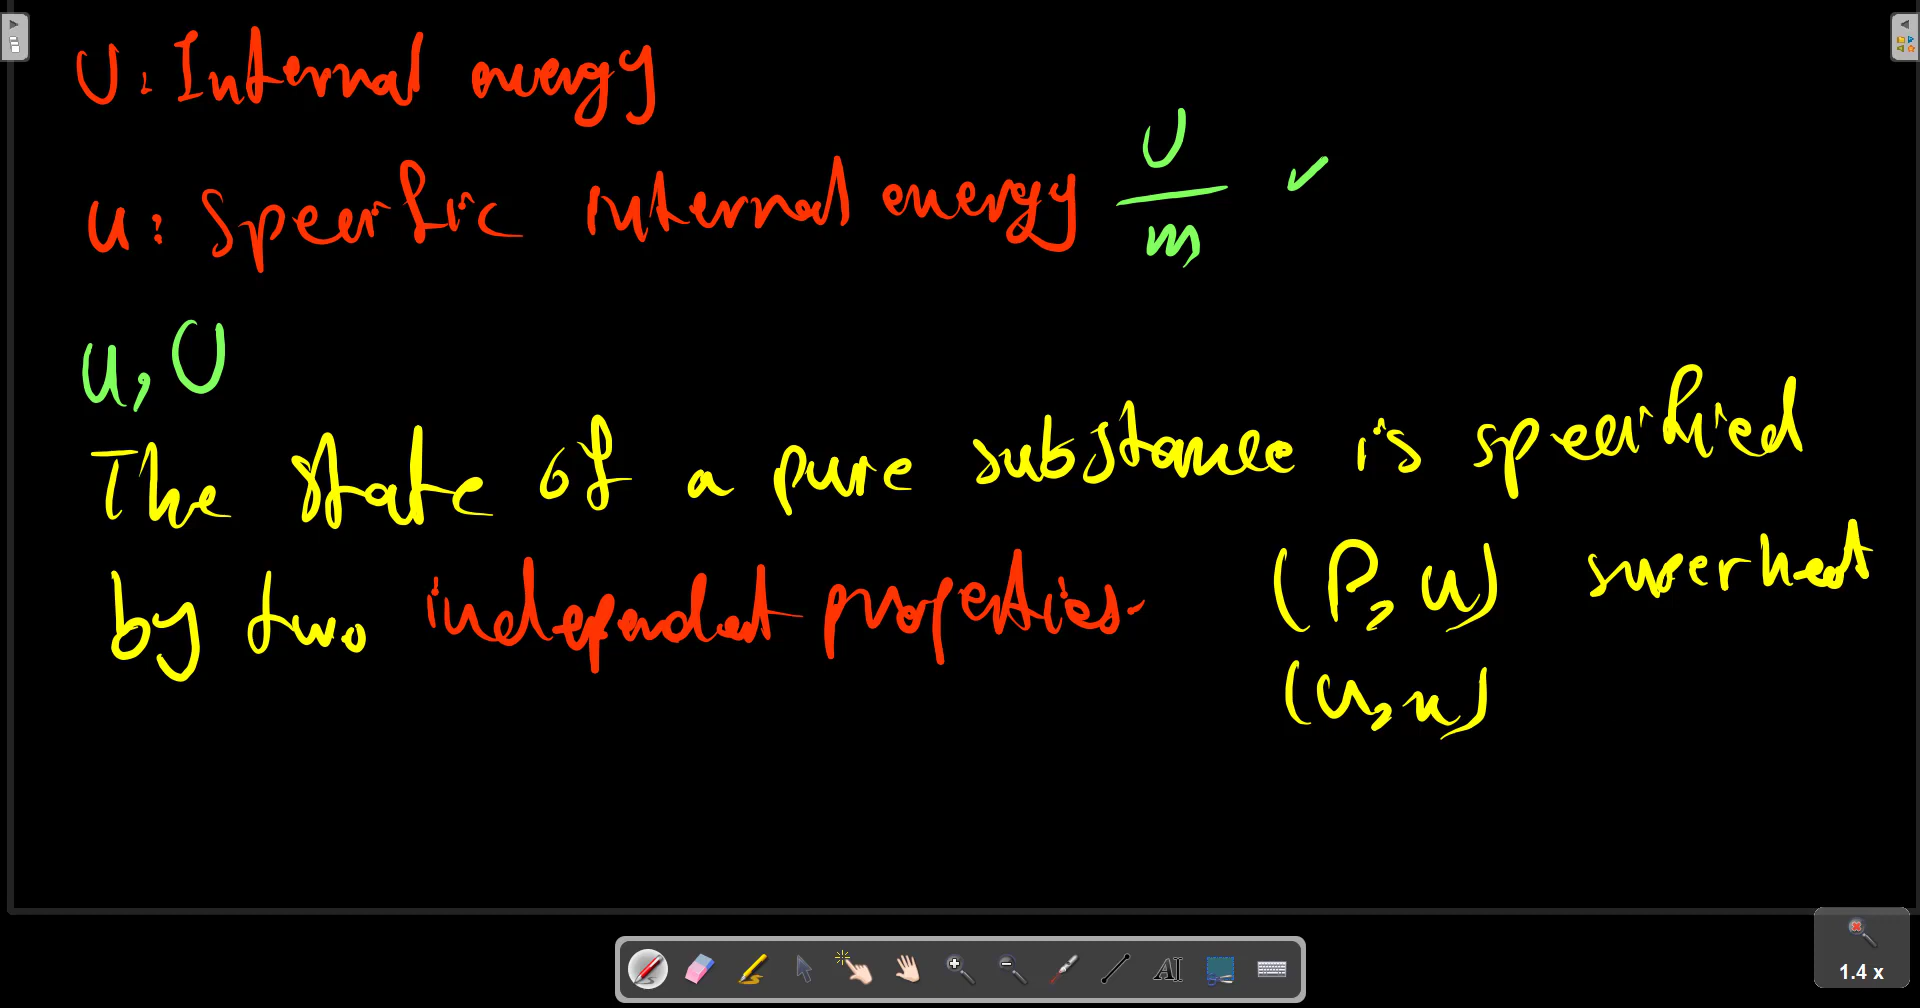 U: Internal energy
u: Specific internal energy U/m ✓
u, U
The state of a pure substance is specified
by two independent properties. (P, u) superheat
(u, x)
AI
1.4 x